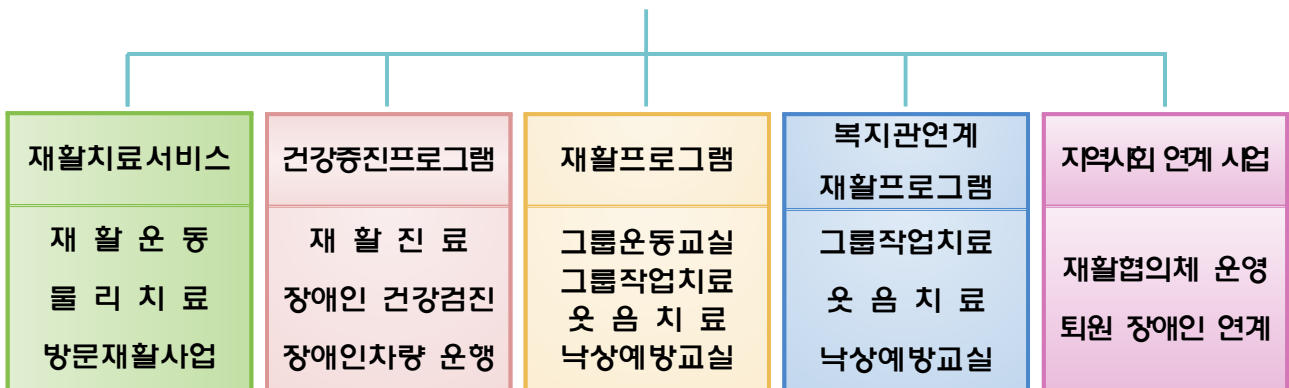 재활치료서비스
재 활 운 동
물 리 치 료
방문재활사업
건강증진프로그램
재 활 진 료
장애인 건강검진
장애인차량 운행
재활프로그램
그룹운동교실
그룹작업치료
웃 음 치 료
낙상예방교실
복지관연계
재활프로그램
그룹작업치료
웃 음 치 료
낙상예방교실
지역사회 연계 사업
재활협의체 운영
퇴원 장애인 연계